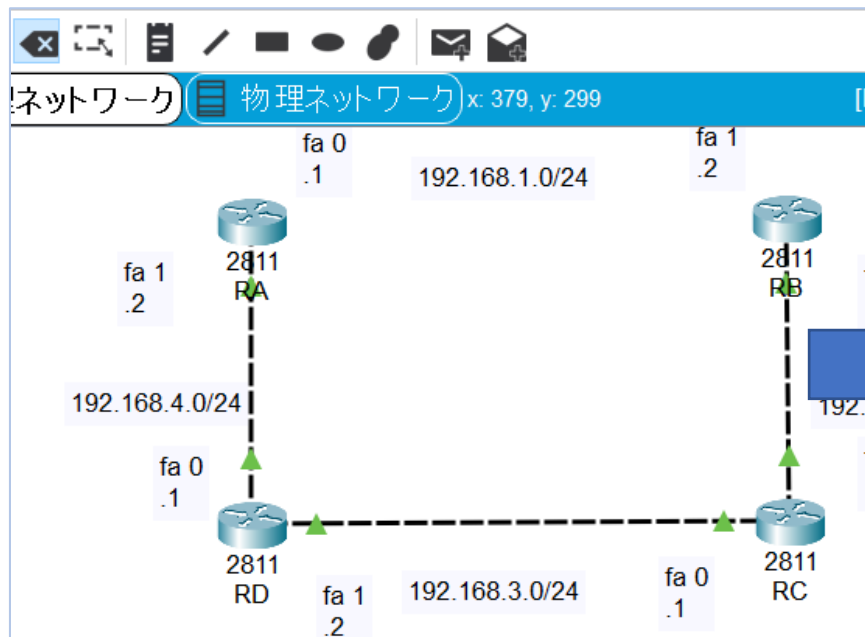 ネットワーク
物理ネットワーク
x: 379, y: 299
fa 0
.1
192.168.1.0/24
fa 1
.2
2811
RA
2811
RB
fa 1
.2
192.168.4.0/24
192.
fa 0
.1
2811
RD
2811
RC
fa 1
.2
192.168.3.0/24
fa 0
.1